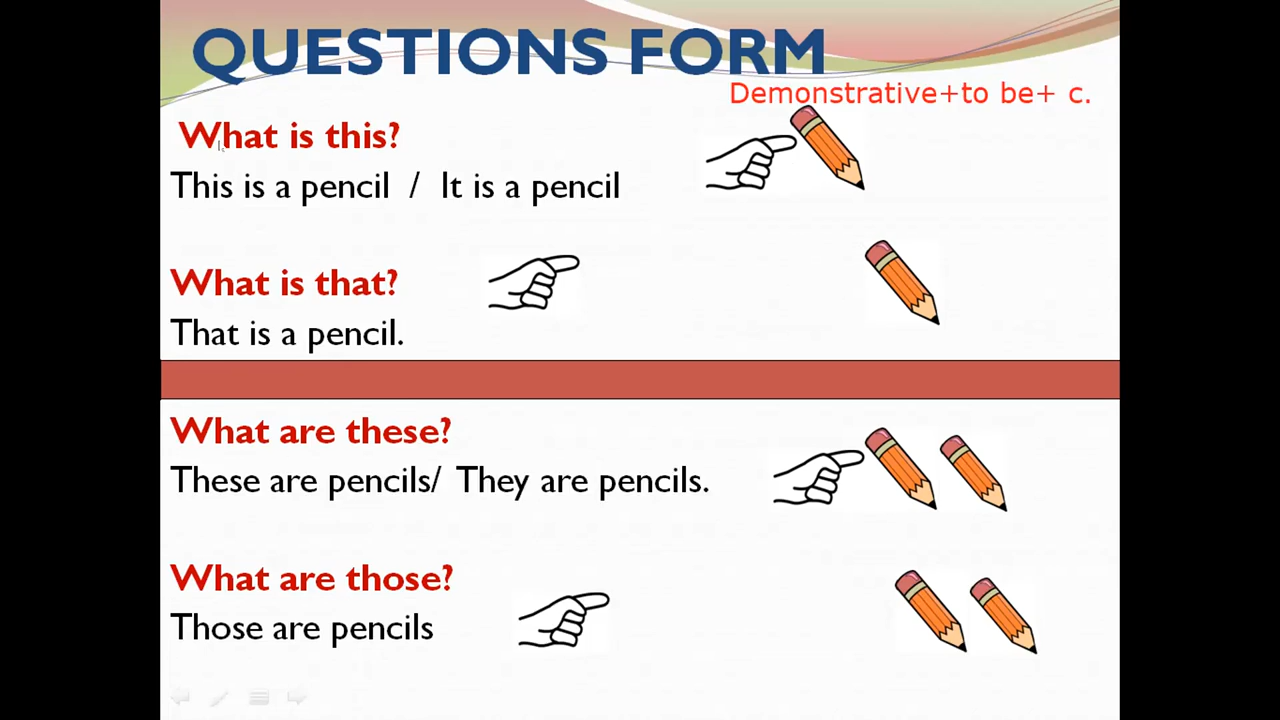 QUESTIONS FORM
Demonstrative+to be+ c.
What is this?
This is a pencil / It is a pencil
What is that?
That is a pencil.
What are these?
These are pencils/ They are pencils.
What are those?
Those are pencils